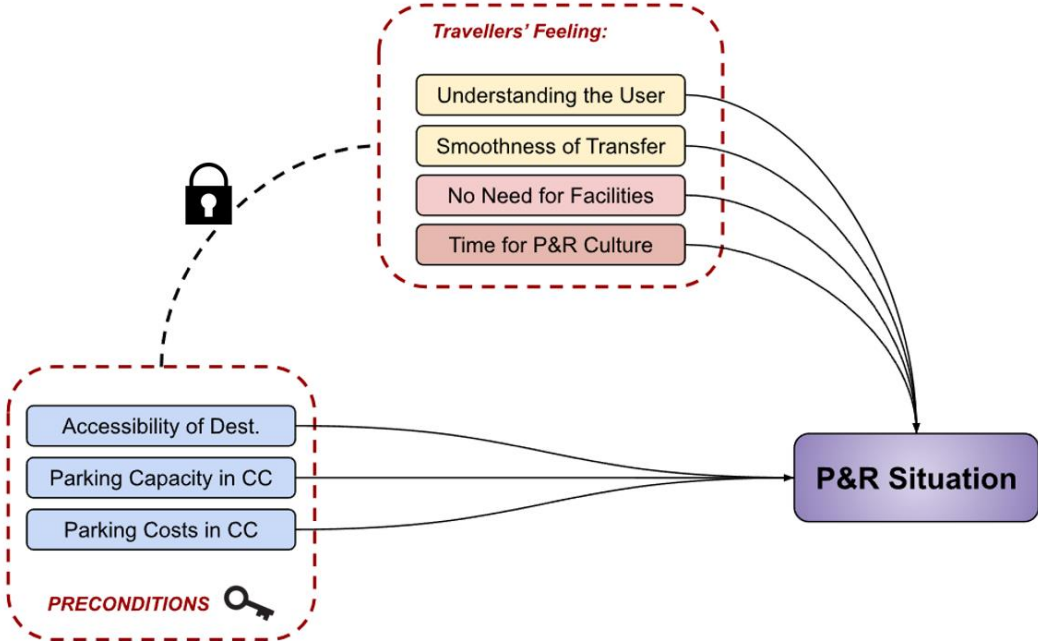 Travellers' Feeling:
Understanding the User
Smoothness of Transfer
No Need for Facilities
Time for P&R Culture
Accessibility of Dest.
Parking Capacity in CC
Parking Costs in CC
PRECONDITIONS
P&R Situation